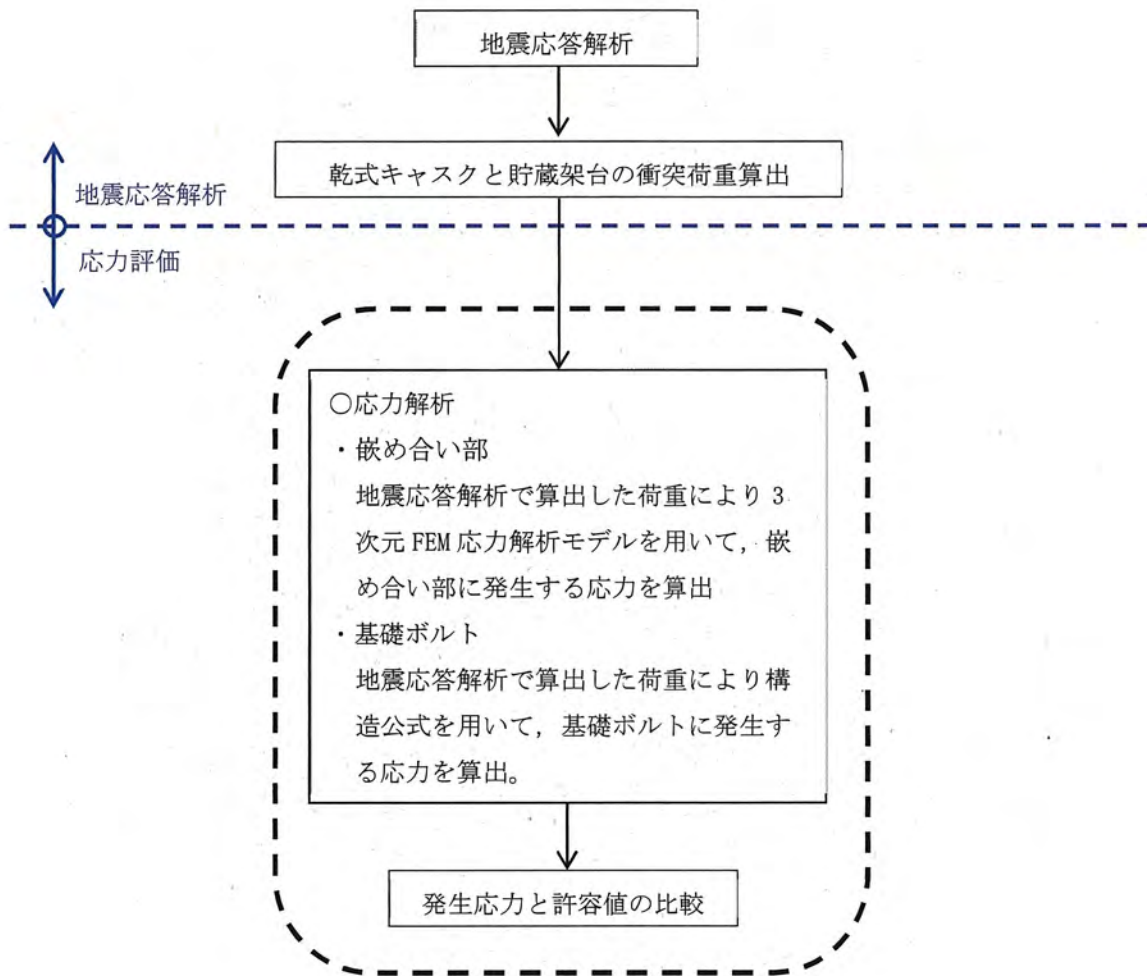 地震応答解析
乾式キャスクと貯蔵架台の衝突荷重算出
地震応答解析
応力評価
○応力解析
・嵌め合い部
地震応答解析で算出した荷重により 3
次元 FEM 応力解析モデルを用いて，嵌
め合い部に発生する応力を算出
・基礎ボルト
地震応答解析で算出した荷重により構
造公式を用いて，基礎ボルトに発生す
る応力を算出。
発生応力と許容値の比較